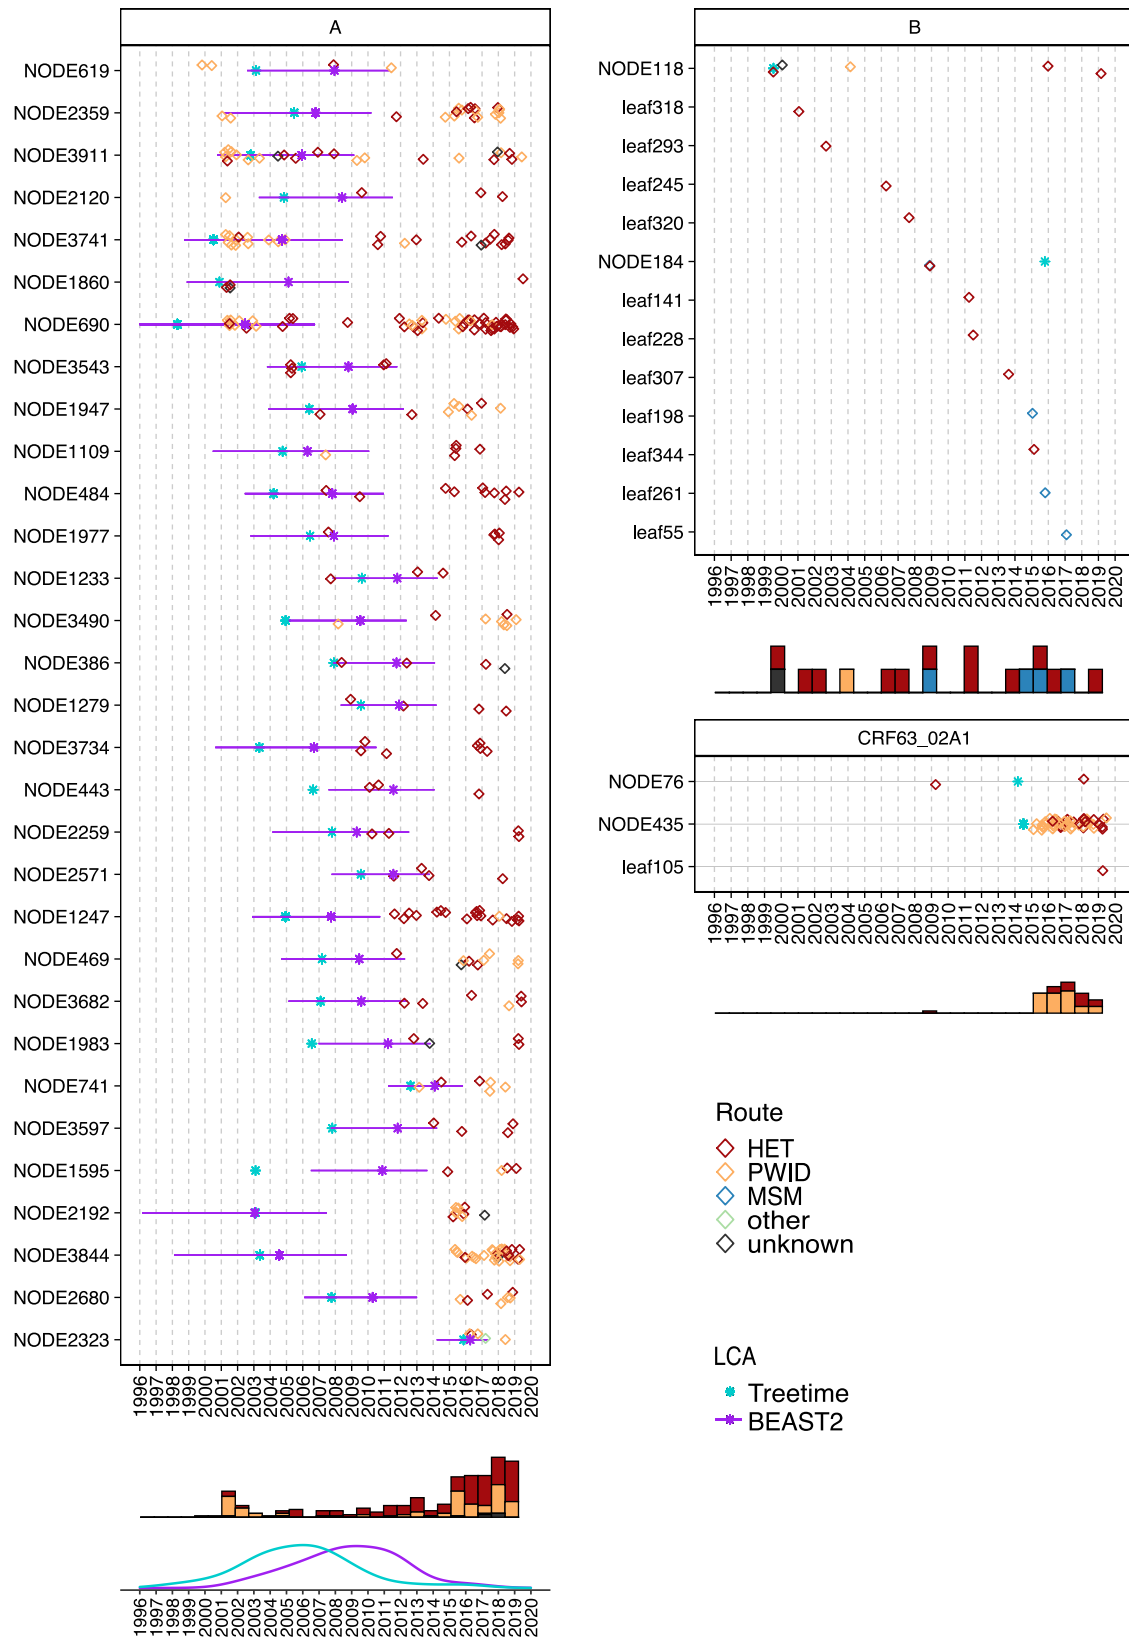 A
NODE619
NODE2359
NODE3911
NODE2120
NODE3741
NODE1860
NODE690
NODE3543
NODE1947
NODE1109
NODE484
NODE1977
NODE1233
NODE3490
NODE386
NODE1279
NODE3734
NODE443
NODE2259
NODE2571
NODE1247
NODE469
NODE3682
NODE1983
NODE741
NODE3597
NODE1595
NODE2192
NODE3844
NODE2680
NODE2323
1996 1997 1998 1999 2000 2001 2002 2003 2004 2005 2006 2007 2008 2009 2010 2011 2012 2013 2014 2015 2016 2017 2018 2019 2020
1996 1997 1998 1999 2000 2001 2002 2003 2004 2005 2006 2007 2008 2009 2010 2011 2012 2013 2014 2015 2016 2017 2018 2019 2020
B
NODE118
leaf318
leaf293
leaf245
leaf320
NODE184
leaf141
leaf228
leaf307
leaf198
leaf344
leaf261
leaf55
1996 1997 1998 1999 2000 2001 2002 2003 2004 2005 2006 2007 2008 2009 2010 2011 2012 2013 2014 2015 2016 2017 2018 2019 2020
CRF63_02A1
NODE76
NODE435
leaf105
1996 1997 1998 1999 2000 2001 2002 2003 2004 2005 2006 2007 2008 2009 2010 2011 2012 2013 2014 2015 2016 2017 2018 2019 2020
Route
HET
PWID
MSM
other
unknown
LCA
Treetime
BEAST2